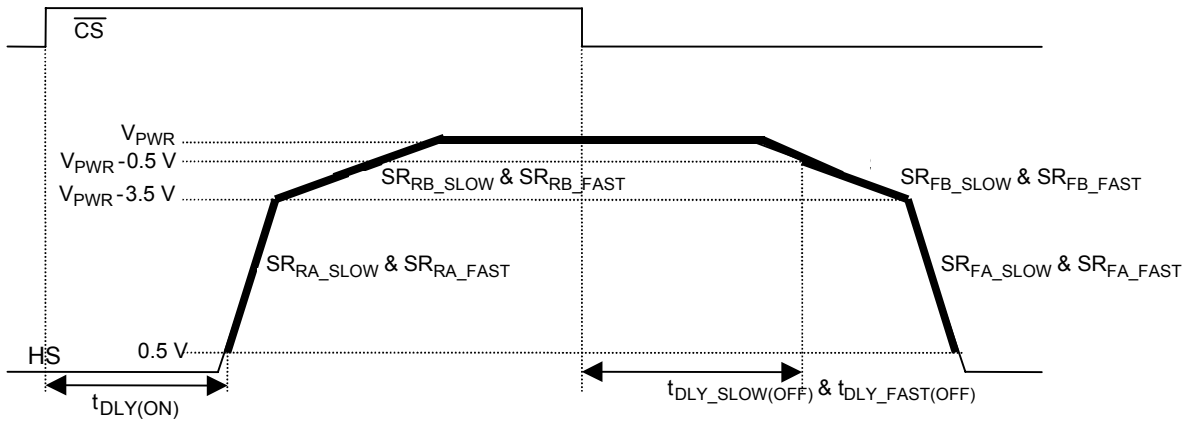 CS
VPWR
VPWR -0.5 V
SRRB_SLOW & SRRB_FAST
SRFB_SLOW & SRFB_FAST
VPWR -3.5 V
SRRA_SLOW & SRRA_FAST
SRFA_SLOW & SRFA_FAST
0.5 V
HS
tDLY(ON)
tDLY_SLOW(OFF) & tDLY_FAST(OFF)